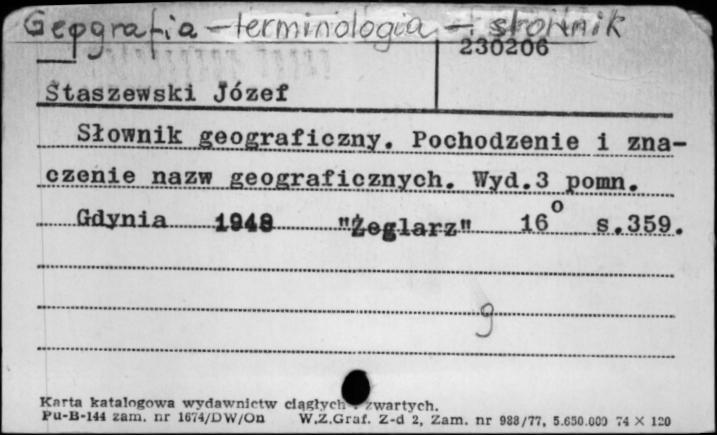 Geografia – terminologia – słownik
230206
Staszewski Józef
Słownik geograficzny. Pochodzenie i zna-
czenie nazw geograficznych. Wyd.3 pomn.
Gdynia 1948 "Żeglarz" 16° s.359.
g
Karta katalogowa wydawnictw ciągłych i zwartych.
Pu-B-144 zam. nr 1674/DW/On W.Z.Graf. Z-d 2, Zam. nr 988/77, 5.650.000 74 X 120